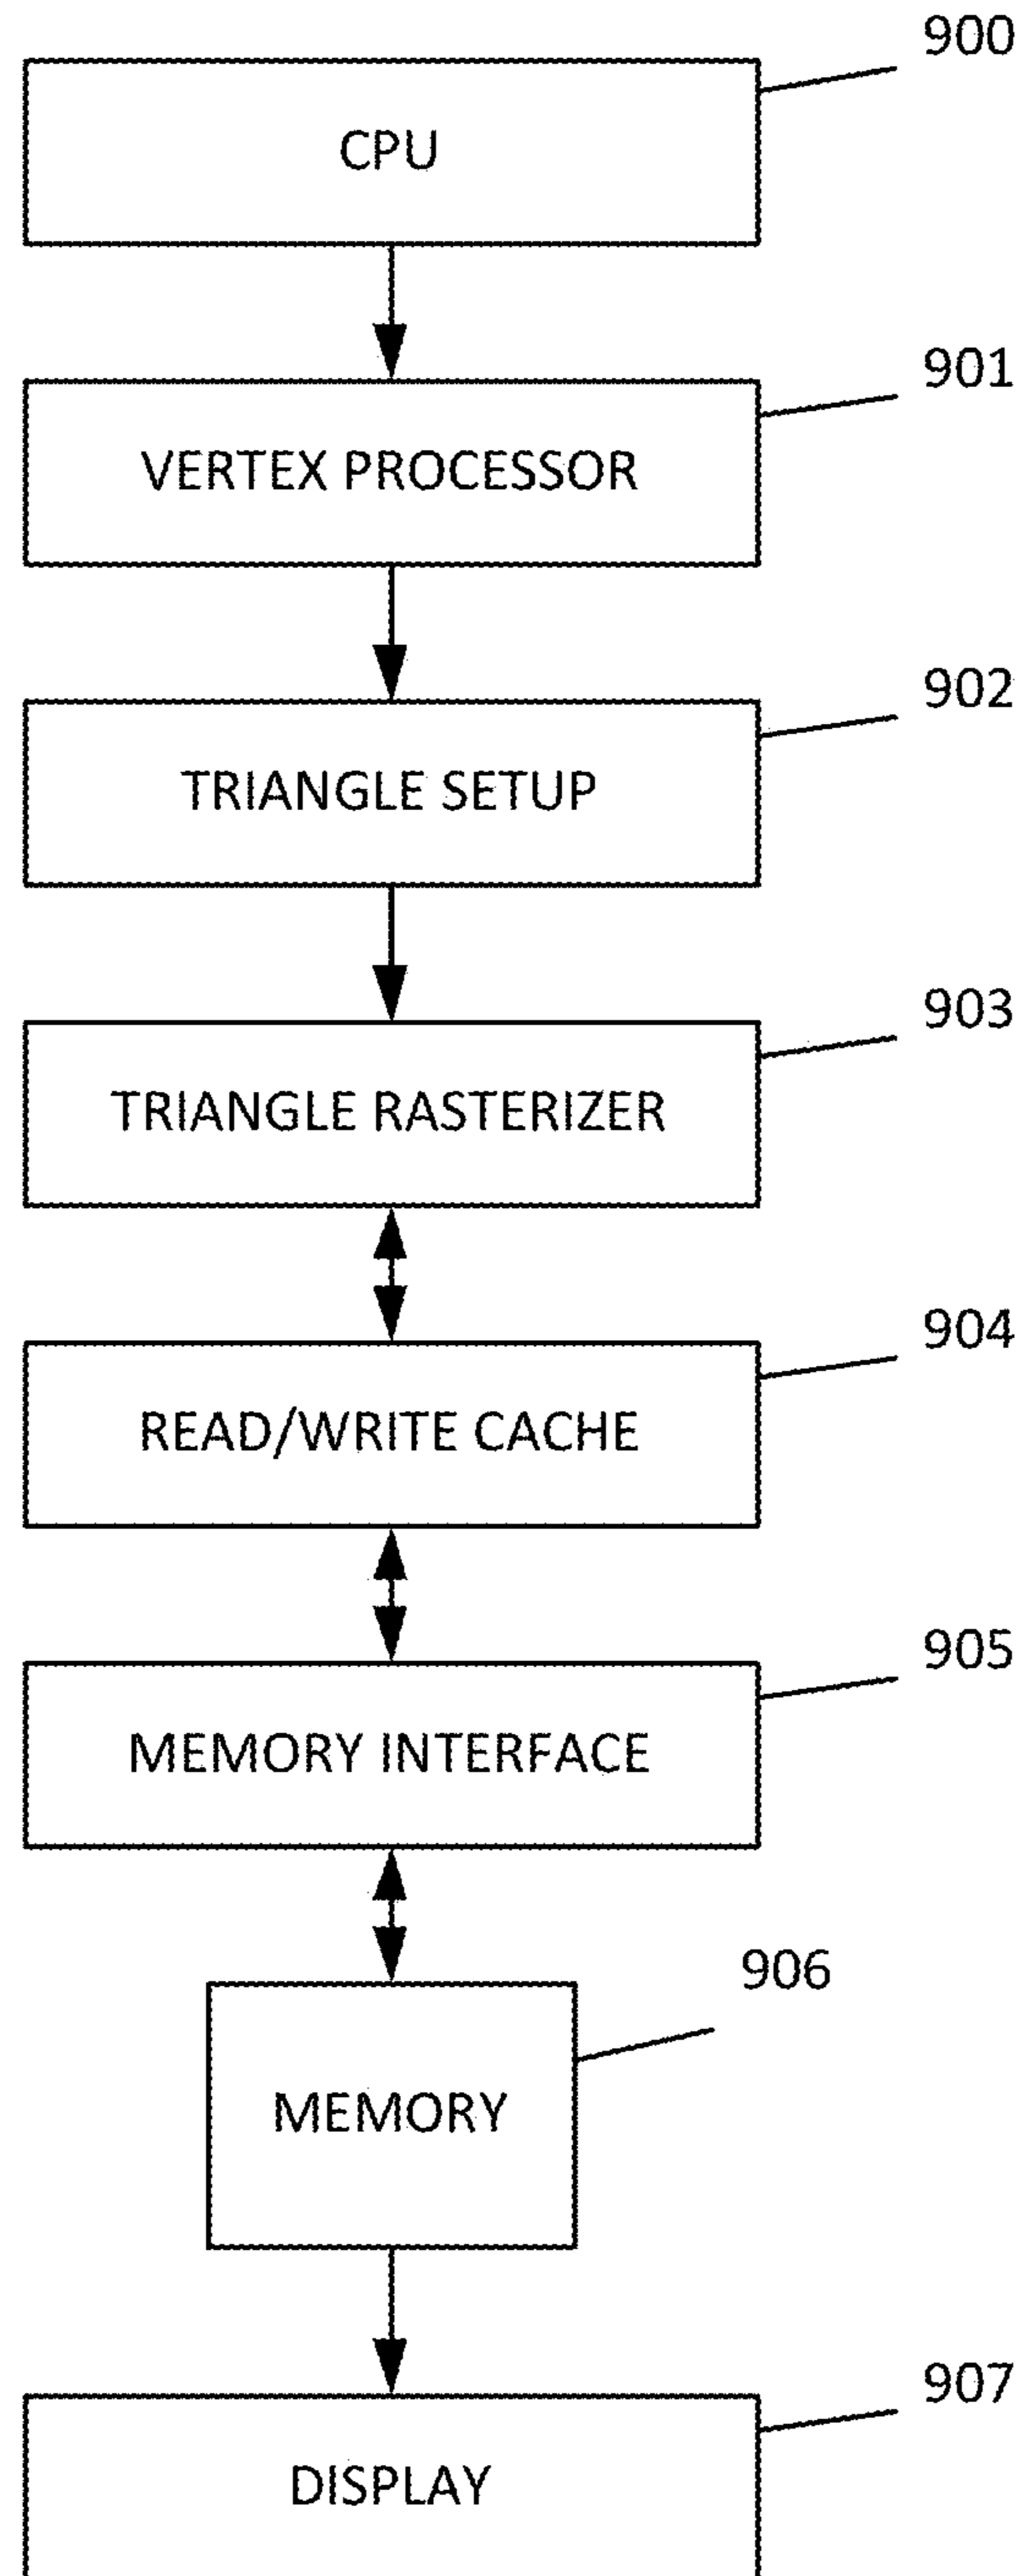 900
CPU
901
VERTEX PROCESSOR
902
TRIANGLE SETUP
903
TRIANGLE RASTERIZER
904
READ/WRITE CACHE
905
MEMORY INTERFACE
906
MEMORY
907
DISPLAY